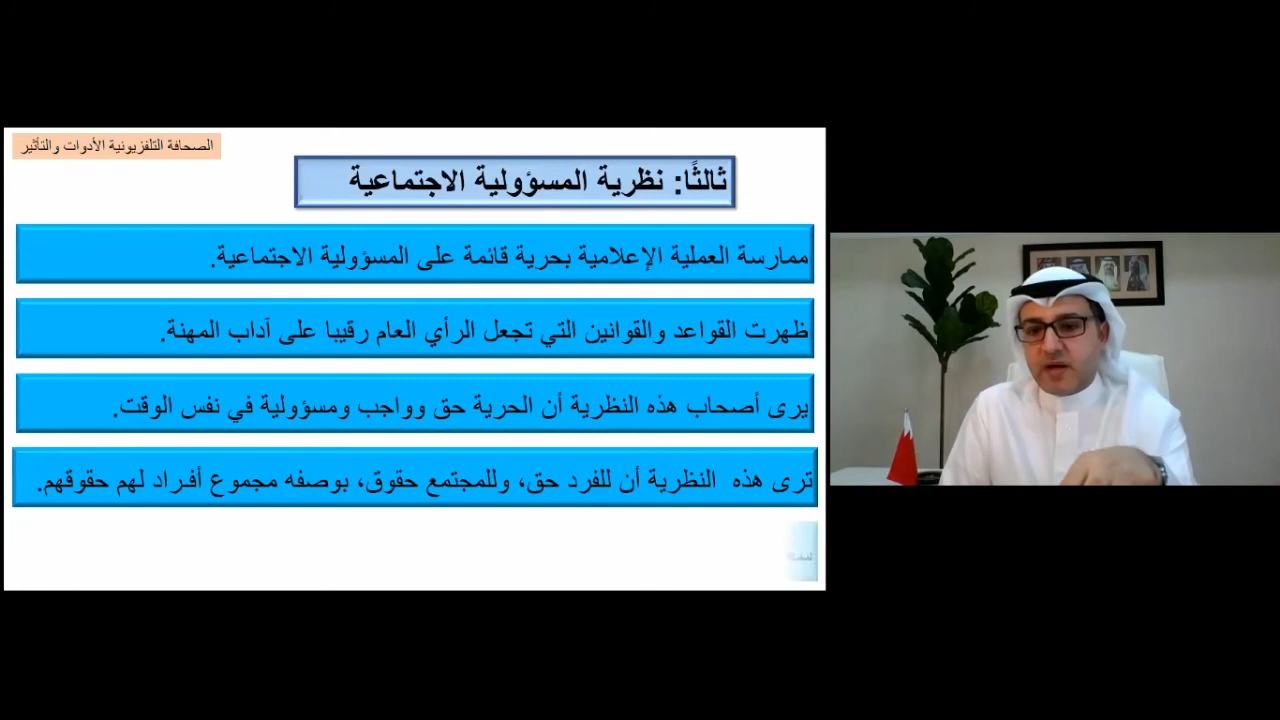 الصحافة التلفزيونية الأدوات والتأثير
ثالثًا: نظرية المسؤولية الاجتماعية
ممارسة العملية الإعلامية بحرية قائمة على المسؤولية الاجتماعية.
ظهرت القواعد والقوانين التي تجعل الرأي العام رقيبا على آداب المهنة.
يرى أصحاب هذه النظرية أن الحرية حق وواجب ومسؤولية في نفس الوقت.
ترى هذه النظرية أن للفرد حق، وللمجتمع حقوق، بوصفه مجموع أفراد لهم حقوقهم.